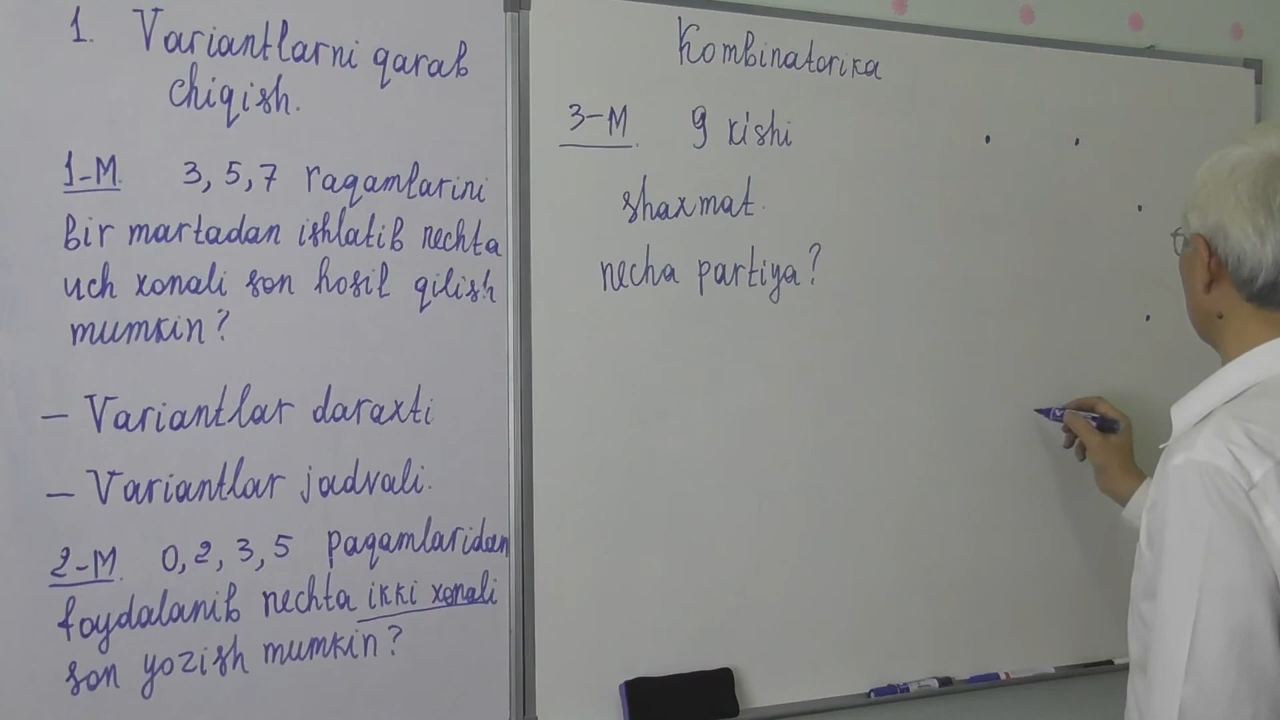 1. Variantlarni qarab
chiqish.
1-M. 3, 5, 7 raqamlarini
bir martadan ishlatib nechta
uch xonali son hosil qilish
mumkin?
- Variantlar daraxti
- Variantlar jadvali.
2-M. 0, 2, 3, 5 raqamlaridan
foydalanib nechta ikki xonali
son yozish mumkin?
Kombinatorika
3-M. 9 kishi
shaxmat.
necha partiya?